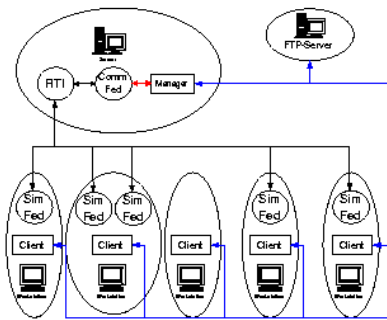 Server
FTP-Server
RTI
Comm
Fed
Manager
Sim
Fed
Sim
Fed
Sim
Fed
Sim
Fed
Sim
Fed
Client
Client
Client
Client
Client